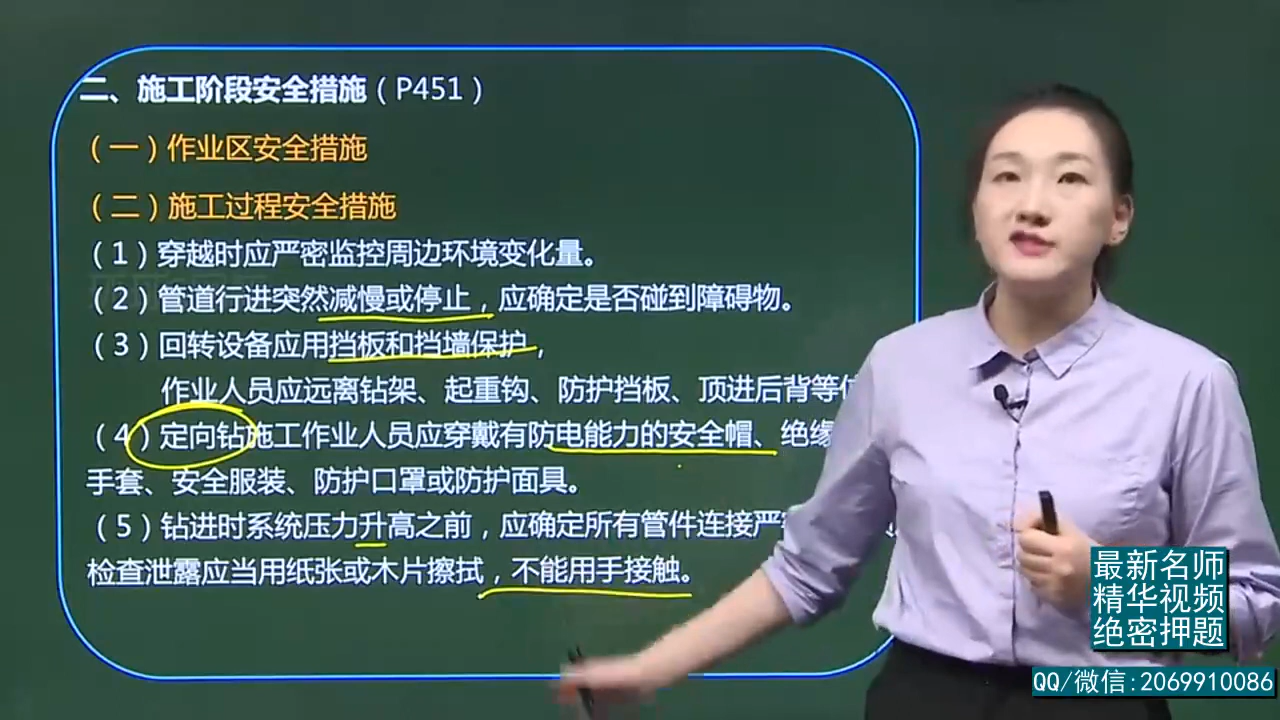 二、施工阶段安全措施（P451）
（一）作业区安全措施
（二）施工过程安全措施
（1）穿越时应严密监控周边环境变化量。
（2）管道行进突然减慢或停止，应确定是否碰到障碍物。
（3）回转设备应用挡板和挡墙保护，
作业人员应远离钻架、起重钩、防护挡板、顶进后背等
（4）定向钻施工作业人员应穿戴有防电能力的安全帽、绝缘
手套、安全服装、防护口罩或防护面具。
（5）钻进时系统压力升高之前，应确定所有管件连接严
检查泄露应当用纸张或木片擦拭，不能用手接触。
最新名师
精华视频
绝密押题
QQ/微信:2069910086